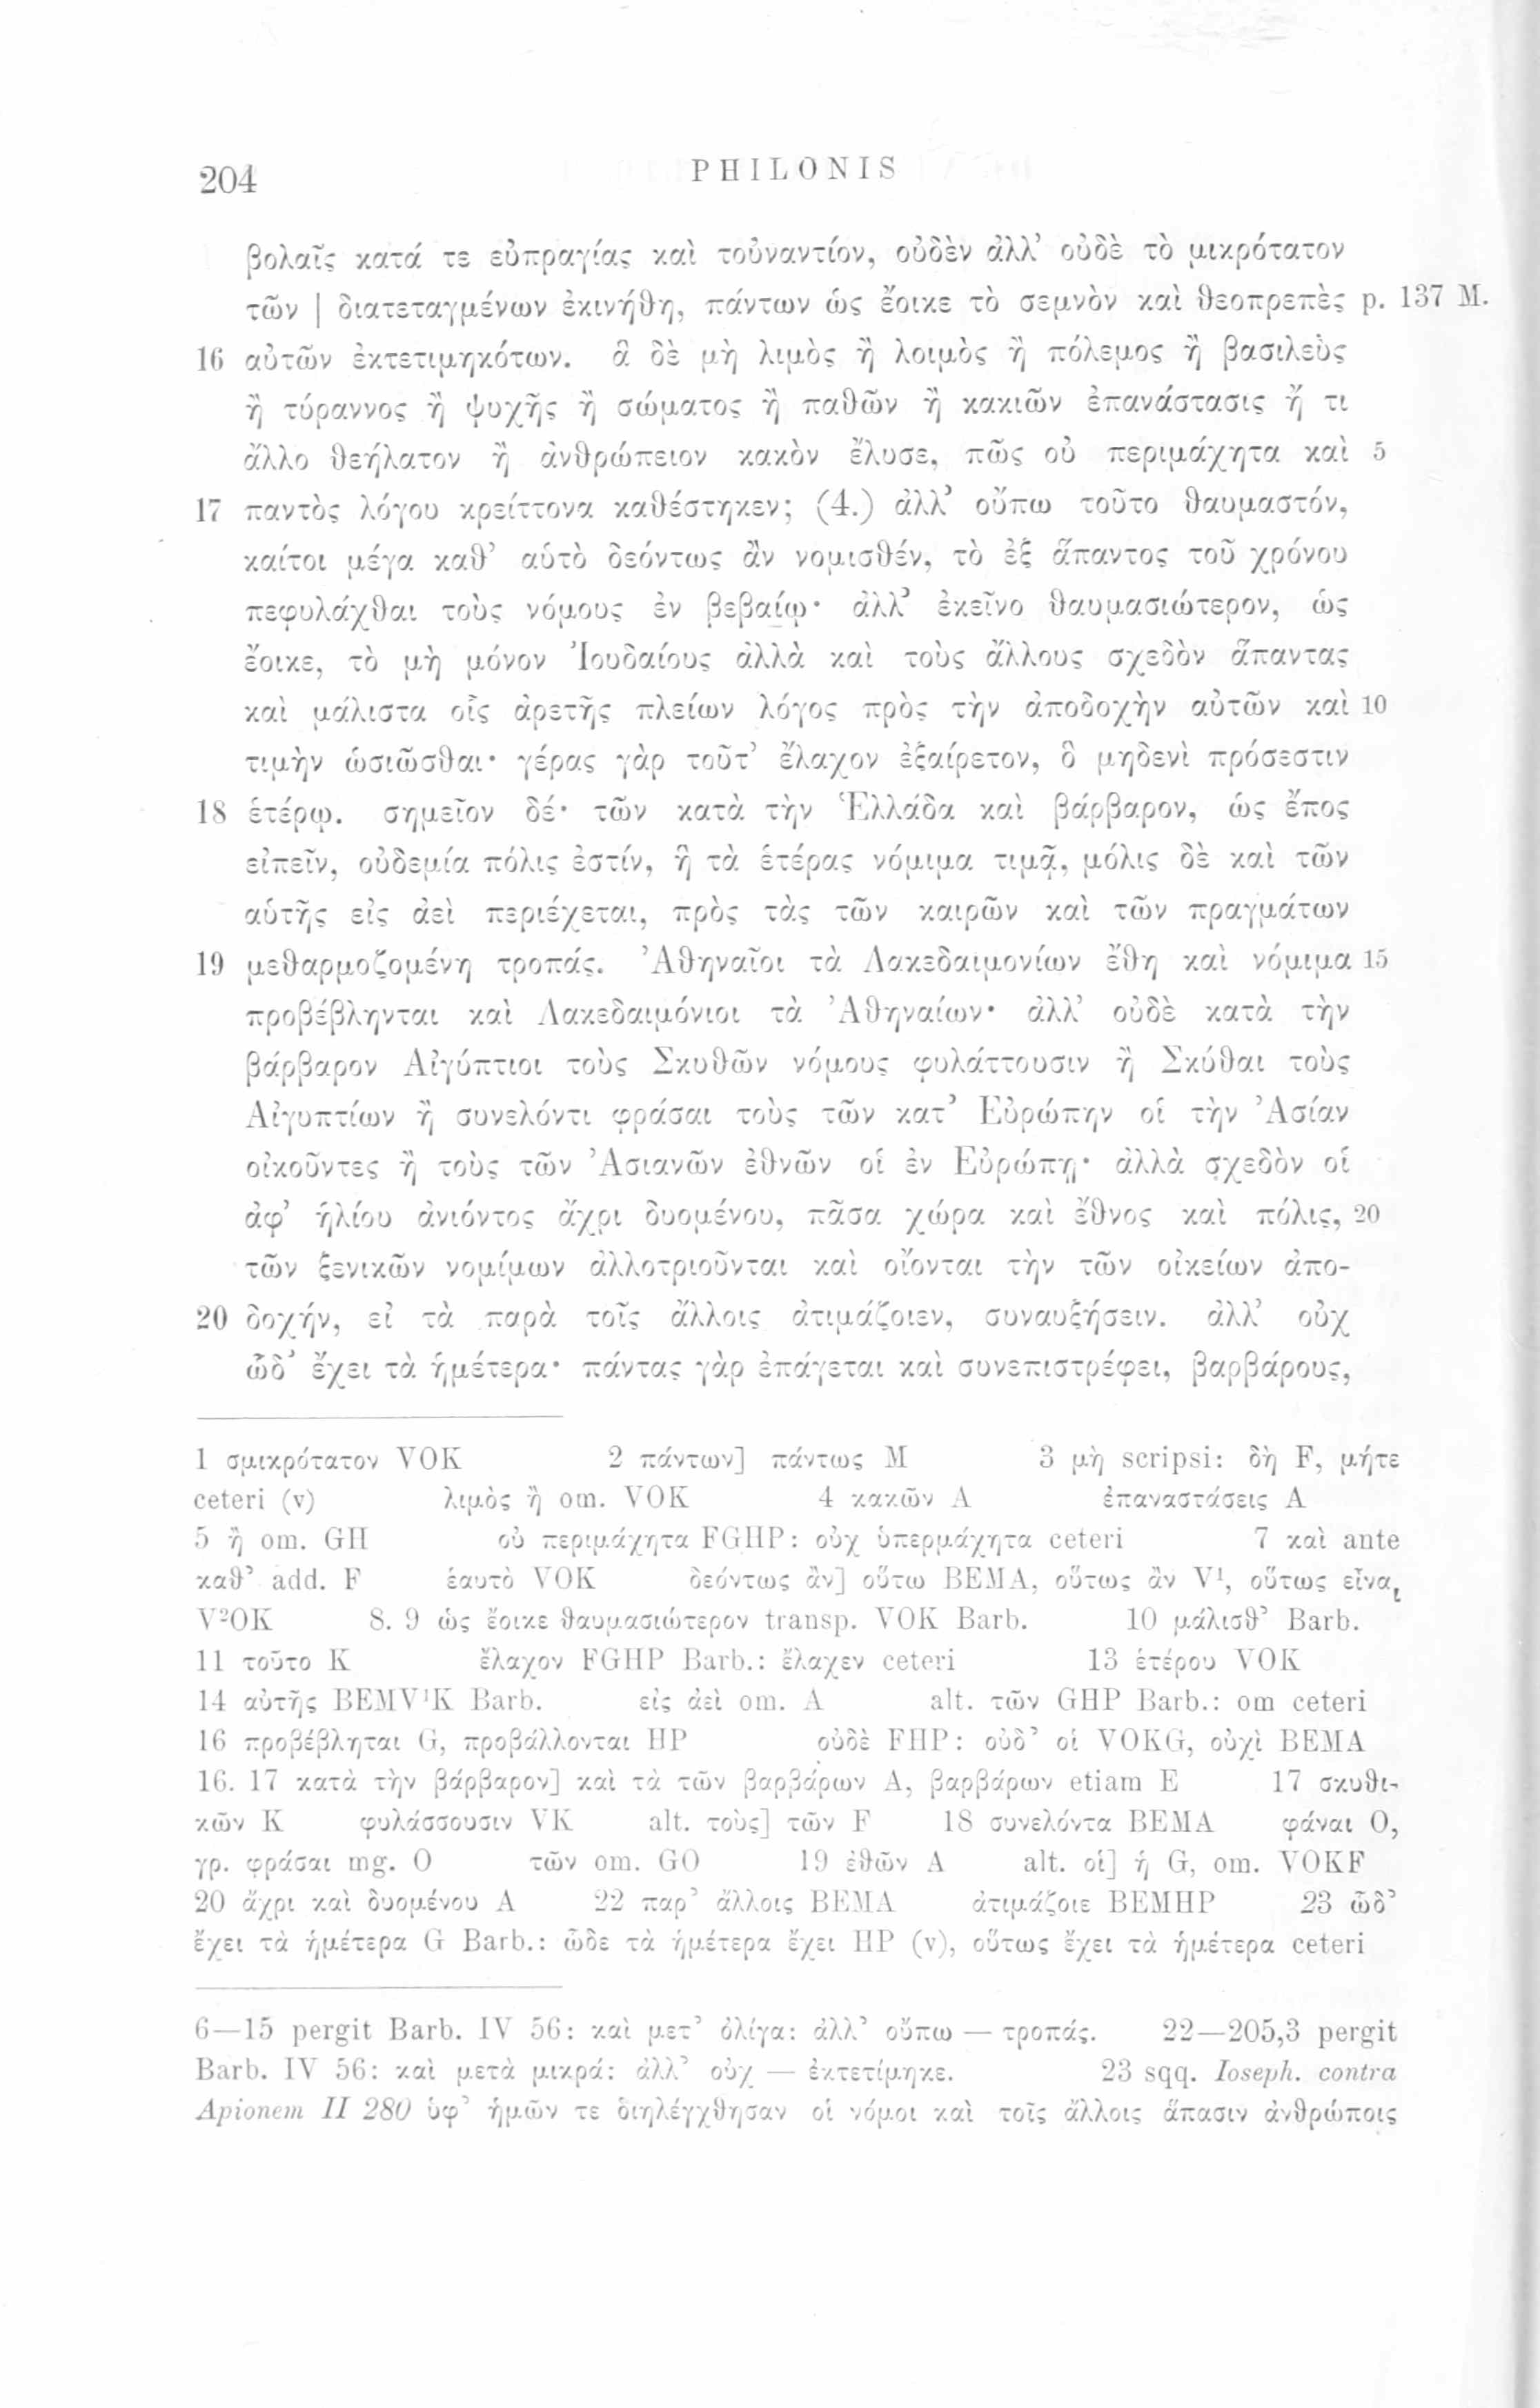 204
PHILONIS
βολαῖς κατά τε εὐπραγίας καὶ τοὐναντίον, οὐδὲν ἀλλ’ οὐδὲ τὸ μικρότατον
τῶν | διατεταγμένων ἐκινήθη, πάντων ὡς ἔοικε τὸ σεμνὸν καὶ θεοπρεπὲς p. 137 M.
16 αὐτῶν ἐκτετιμηκότων. ἃ δὲ μὴ λιμὸς ἢ λοιμὸς ἢ πόλεμος ἢ βασιλεὺς
ἢ τύραννος ἢ ψυχῆς ἢ σώματος ἢ παθῶν ἢ κακιῶν ἐπανάστασις ἤ τι
ἄλλο θεήλατον ἢ ἀνθρώπειον κακὸν ἔλυσε, πῶς οὐ περιμάχητα καὶ 5
17 παντὸς λόγου κρείττονα καθέστηκεν; (4.) ἀλλ’ οὔπω τοῦτο θαυμαστόν,
καίτοι μέγα καθ’ αὑτὸ δεόντως ἂν νομισθέν, τὸ ἐξ ἅπαντος τοῦ χρόνου
πεφυλάχθαι τοὺς νόμους ἐν βεβαίῳ· ἀλλ’ ἐκεῖνο θαυμασιώτερον, ὡς
ἔοικε, τὸ μὴ μόνον Ἰουδαίους ἀλλὰ καὶ τοὺς ἄλλους σχεδὸν ἅπαντας
καὶ μάλιστα οἷς ἀρετῆς πλείων λόγος πρὸς τὴν ἀποδοχὴν αὐτῶν καὶ 10
τιμὴν ὡσιῶσθαι· γέρας γὰρ τοῦτ’ ἔλαχον ἐξαίρετον, ὃ μηδενὶ πρόσεστιν
18 ἑτέρῳ. σημεῖον δέ· τῶν κατὰ τὴν Ἑλλάδα καὶ βάρβαρον, ὡς ἔπος
εἰπεῖν, οὐδεμία πόλις ἐστίν, ἣ τὰ ἑτέρας νόμιμα τιμᾷ, μόλις δὲ καὶ τῶν
αὑτῆς εἰς ἀεὶ περιέχεται, πρὸς τὰς τῶν καιρῶν καὶ τῶν πραγμάτων
19 μεθαρμοζομένη τροπάς. Ἀθηναῖοι τὰ Λακεδαιμονίων ἔθη καὶ νόμιμα 15
προβέβληνται καὶ Λακεδαιμόνιοι τὰ Ἀθηναίων· ἀλλ’ οὐδὲ κατὰ τὴν
βάρβαρον Αἰγύπτιοι τοὺς Σκυθῶν νόμους φυλάττουσιν ἢ Σκύθαι τοὺς
Αἰγυπτίων ἢ συνελόντι φράσαι τοὺς τῶν κατ’ Εὐρώπην οἱ τὴν Ἀσίαν
οἰκοῦντες ἢ τοὺς τῶν Ἀσιανῶν ἐθνῶν οἱ ἐν Εὐρώπῃ· ἀλλὰ σχεδὸν οἱ
ἀφ’ ἡλίου ἀνιόντος ἄχρι δυομένου, πᾶσα χώρα καὶ ἔθνος καὶ πόλις, 20
τῶν ξενικῶν νομίμων ἀλλοτριοῦνται καὶ οἴονται τὴν τῶν οἰκείων ἀπο-
20 δοχήν, εἰ τὰ παρὰ τοῖς ἄλλοις ἀτιμάζοιεν, συναυξήσειν. ἀλλ’ οὐχ
ὧδ’ ἔχει τὰ ἡμέτερα· πάντας γὰρ ἐπάγεται καὶ συνεπιστρέφει, βαρβάρους,
1 σμικρότατον VOK 2 πάντων] πάντως M 3 μὴ scripsi: δὴ F, μήτε
ceteri (v) λιμὸς ἢ om. VOK 4 κακῶν A ἐπαναστάσεις A
5 ἢ om. GH οὐ περιμάχητα FGHP: οὐχ ὑπερμάχητα ceteri 7 καὶ ante
καθ’ add. F ἑαυτὸ VOK δεόντως ἂν] οὕτω BEMA, οὕτως ἂν V¹, οὕτως εἶναι
V²OK 8. 9 ὡς ἔοικε θαυμασιώτερον transp. VOK Barb. 10 μάλισθ’ Barb.
11 τοῦτο K ἔλαχον FGHP Barb.: ἔλαχεν ceteri 13 ἑτέρου VOK
14 αὐτῆς BEMV¹K Barb. εἰς ἀεὶ om. A alt. τῶν GHP Barb.: om ceteri
16 προβέβληται G, προβάλλονται HP οὐδὲ FHP: οὐδ’ οἱ VOKG, οὐχὶ BEMA
16. 17 κατὰ τὴν βάρβαρον] καὶ τὰ τῶν βαρβάρων A, βαρβάρων etiam E 17 σκυθι-
κῶν K φυλάσσουσιν VK alt. τοὺς] τῶν F 18 συνελόντα BEMA φάναι O,
γρ. φράσαι mg. O τῶν om. GO 19 ἐθῶν A alt. οἱ] ἡ G, om. VOKF
20 ἄχρι καὶ δυομένου A 22 παρ’ ἄλλοις BEMA ἀτιμάζοιε BEMHP 23 ὧδ’
ἔχει τὰ ἡμέτερα G Barb.: ὧδε τὰ ἡμέτερα ἔχει HP (v), οὕτως ἔχει τὰ ἡμέτερα ceteri
6—15 pergit Barb. IV 56: καὶ μετ’ ὀλίγα: ἀλλ’ οὔπω — τροπάς. 22—205,3 pergit
Barb. IV 56: καὶ μετὰ μικρά: ἀλλ’ οὐχ — ἐκτετίμηκε. 23 sqq. Ioseph. contra
Apionem II 280 ὑφ’ ἡμῶν τε διηλέγχθησαν οἱ νόμοι καὶ τοῖς ἄλλοις ἅπασιν ἀνθρώποις